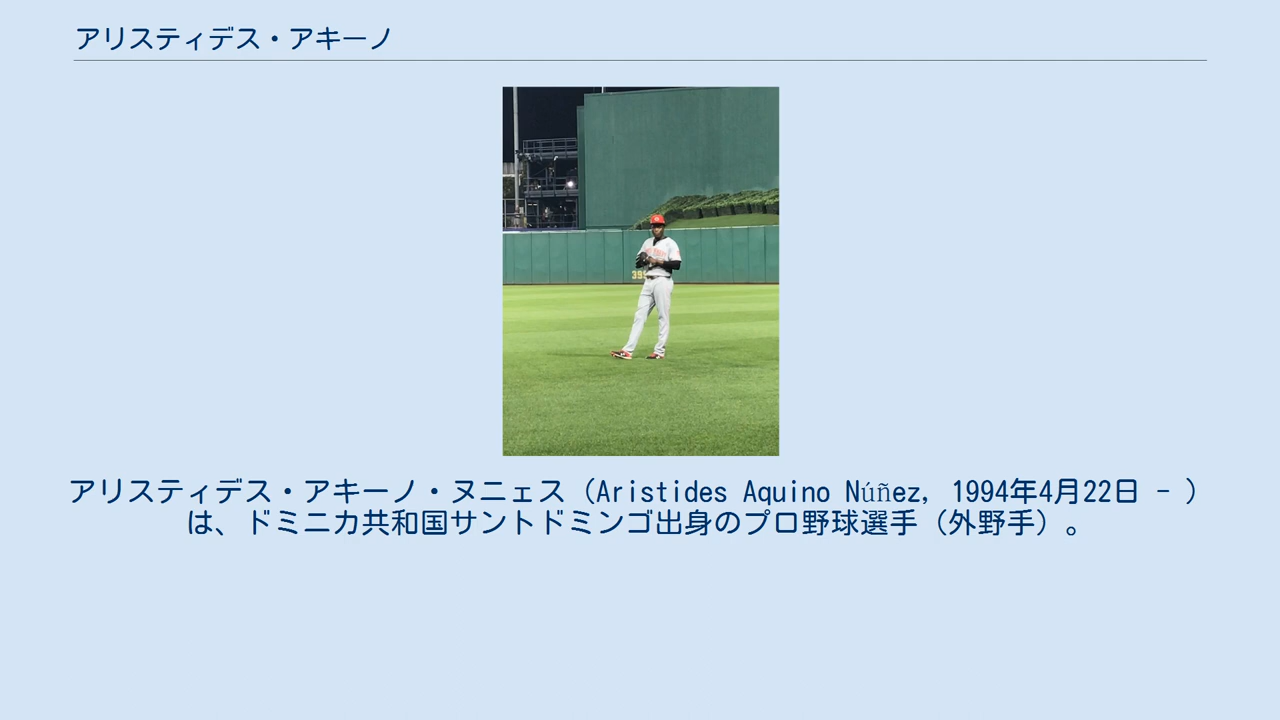 アリスティデス・アキーノ
アリスティデス・アキーノ・ヌニェス（Aristides Aquino Núñez, 1994年4月22日 - ）
は、ドミニカ共和国サントドミンゴ出身のプロ野球選手（外野手）。